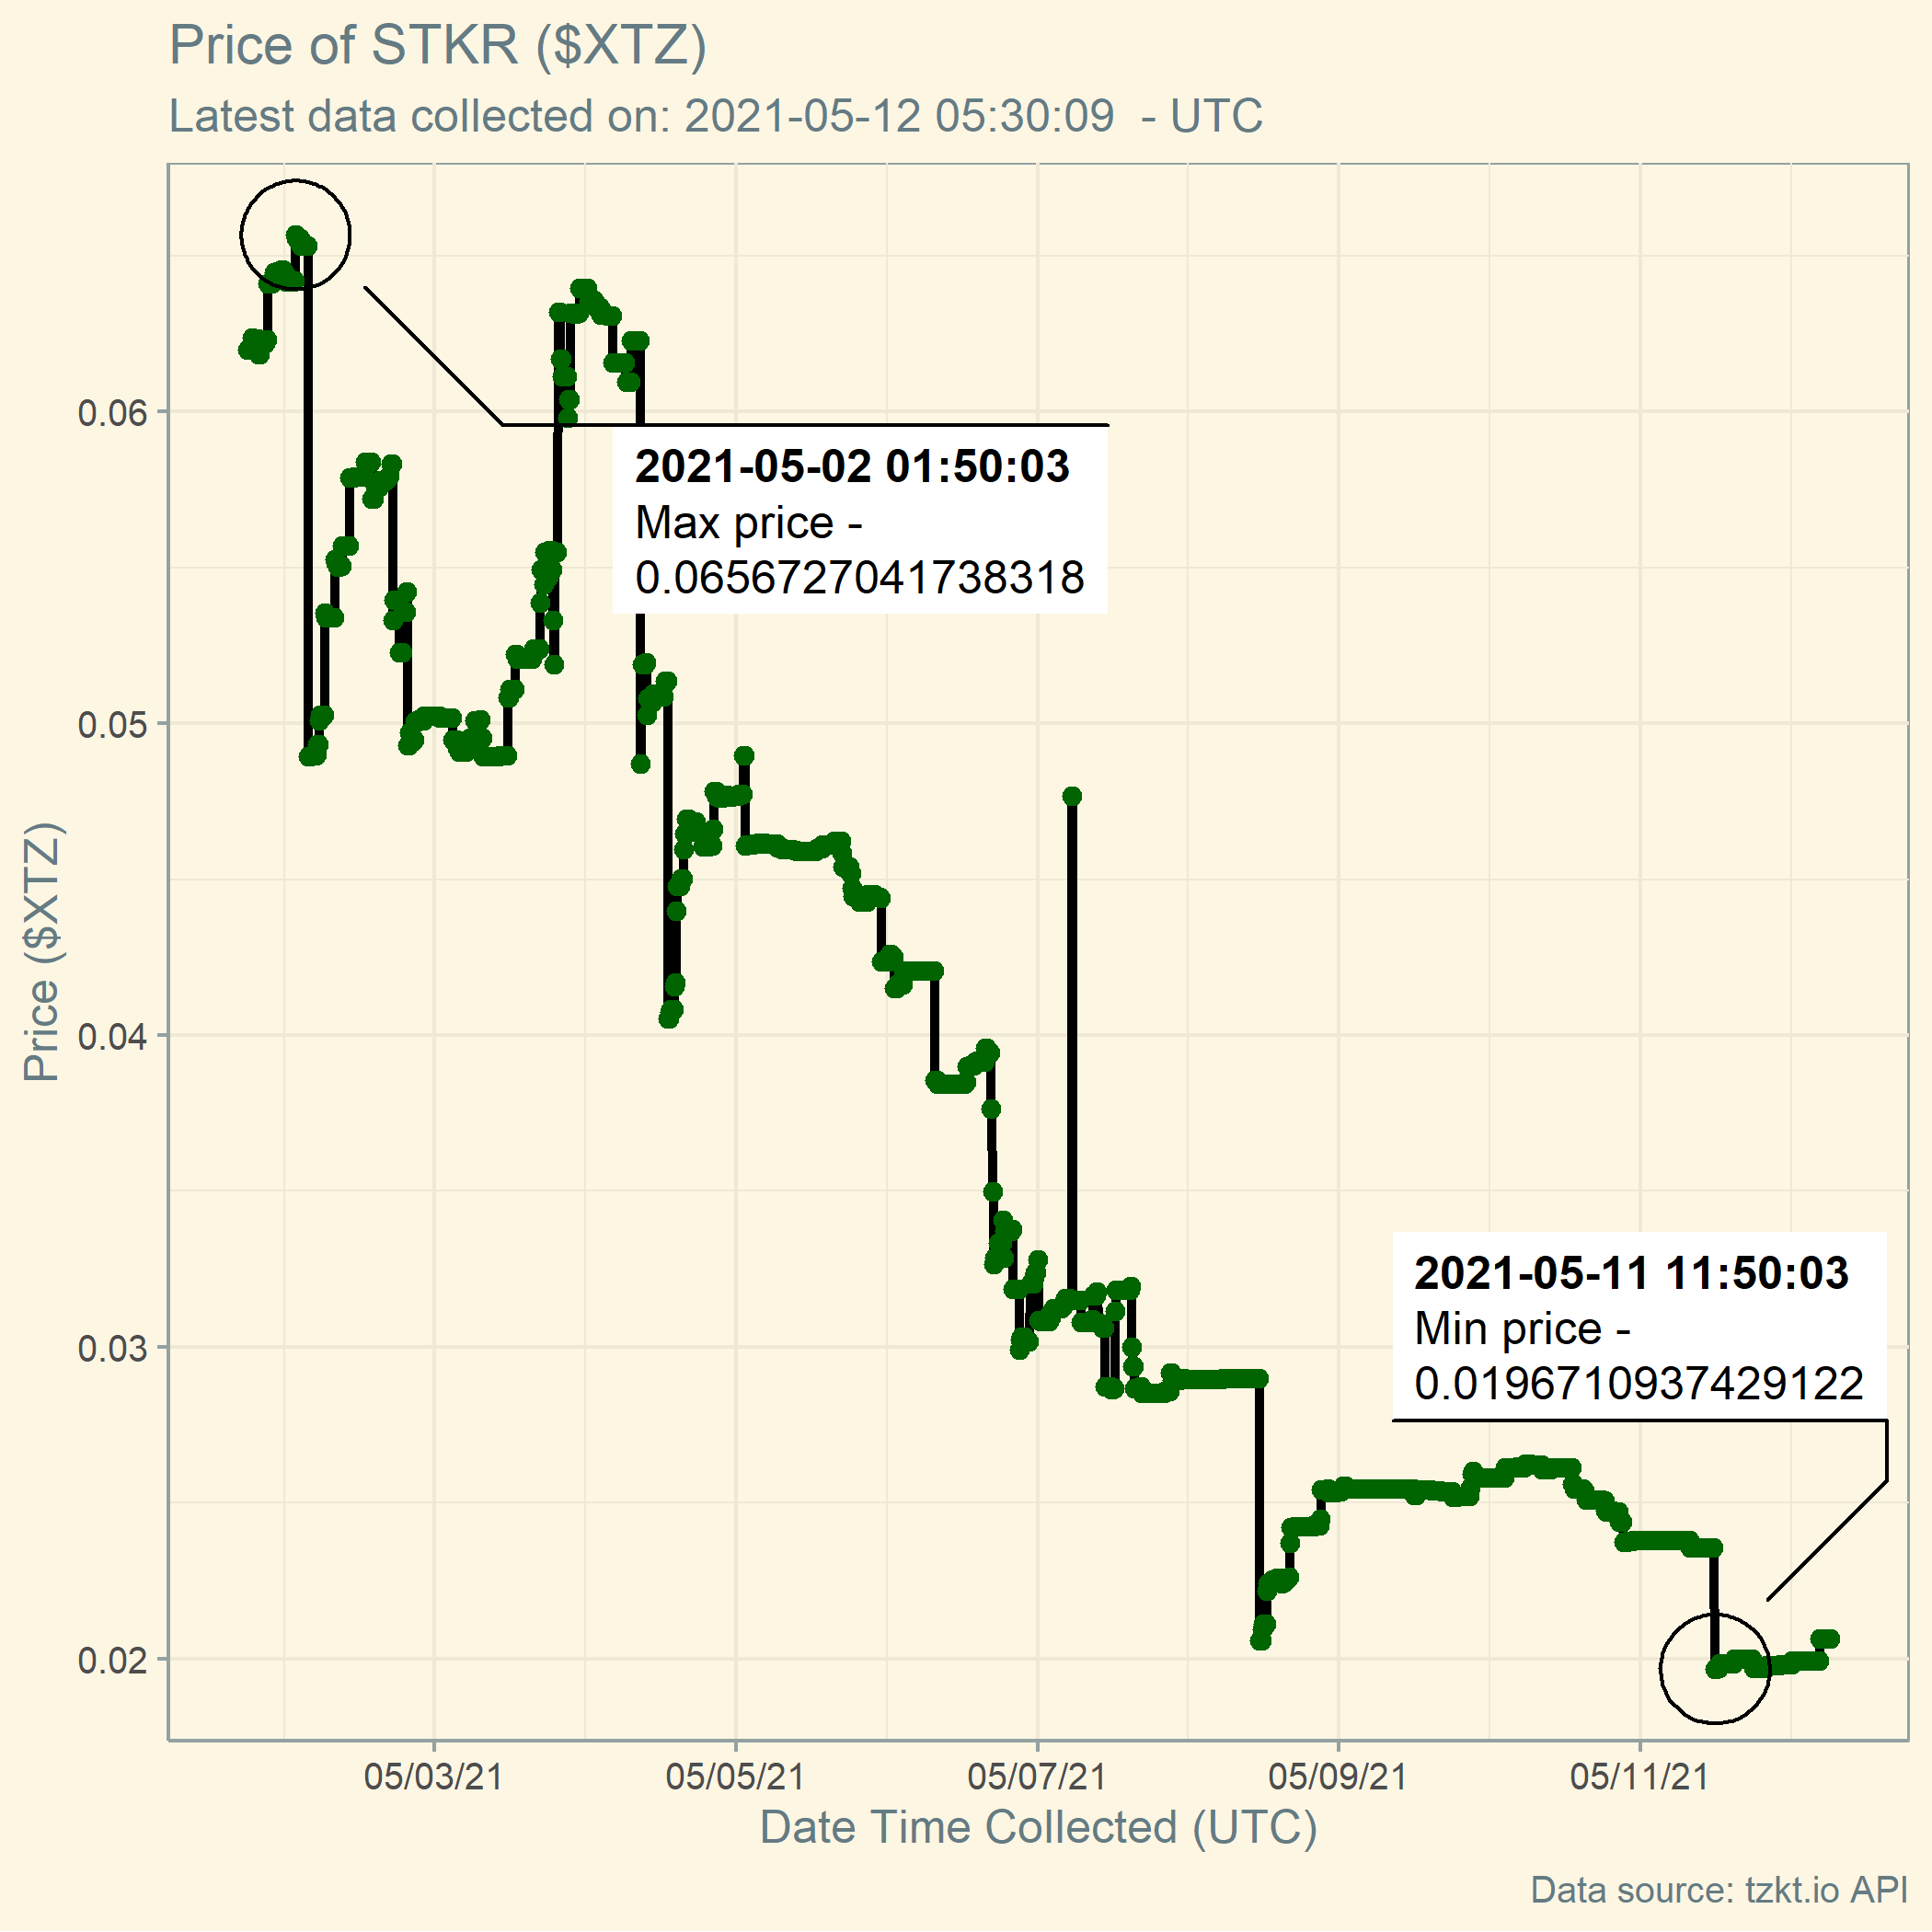 Price of STKR ($XTZ)
Latest data collected on: 2021-05-12 05:30:09  - UTC
Price ($XTZ)
0.06
0.05
0.04
0.03
0.02
2021-05-02 01:50:03
Max price -
0.0656727041738318
2021-05-11 11:50:03
Min price -
0.0196710937429122
05/03/21
05/05/21
05/07/21
05/09/21
05/11/21
Date Time Collected (UTC)
Data source: tzkt.io API